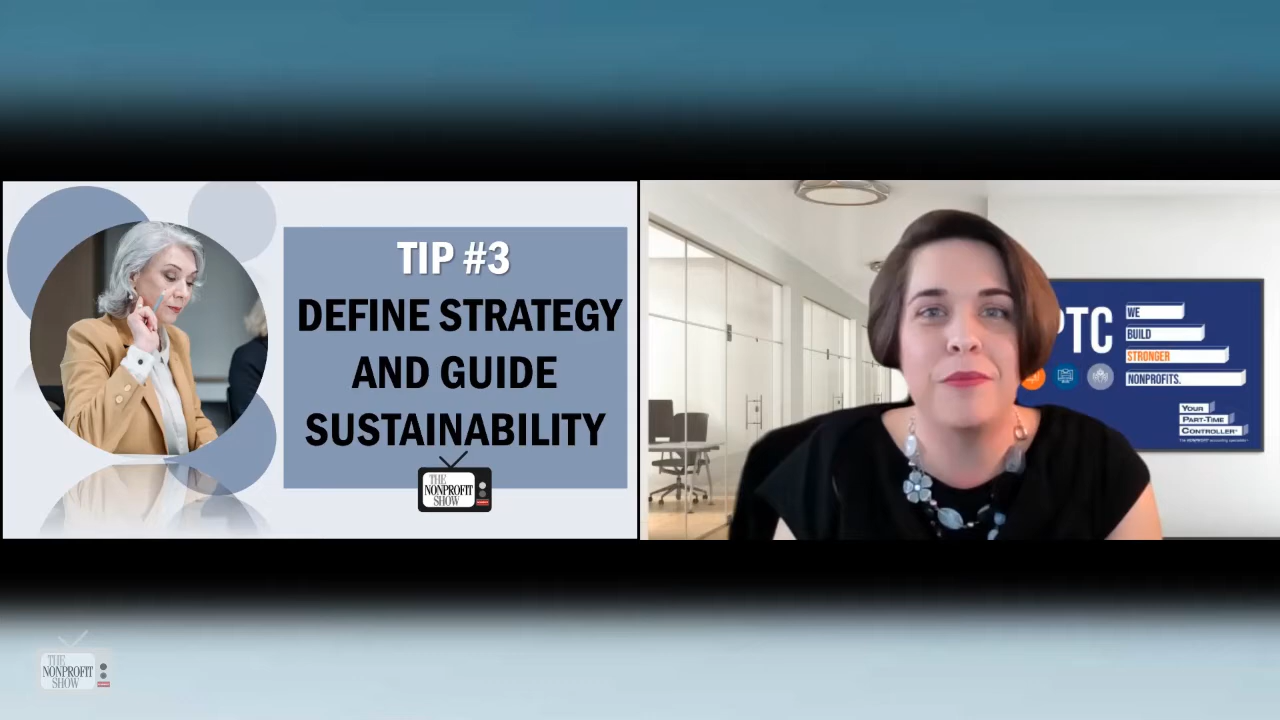 TIP #3
DEFINE STRATEGY
AND GUIDE
SUSTAINABILITY
THE
NONPROFIT
SHOW
PTC
WE
BUILD
STRONGER
NONPROFITS.
YOUR
PART-TIME
CONTROLLER
THE
NONPROFIT
SHOW